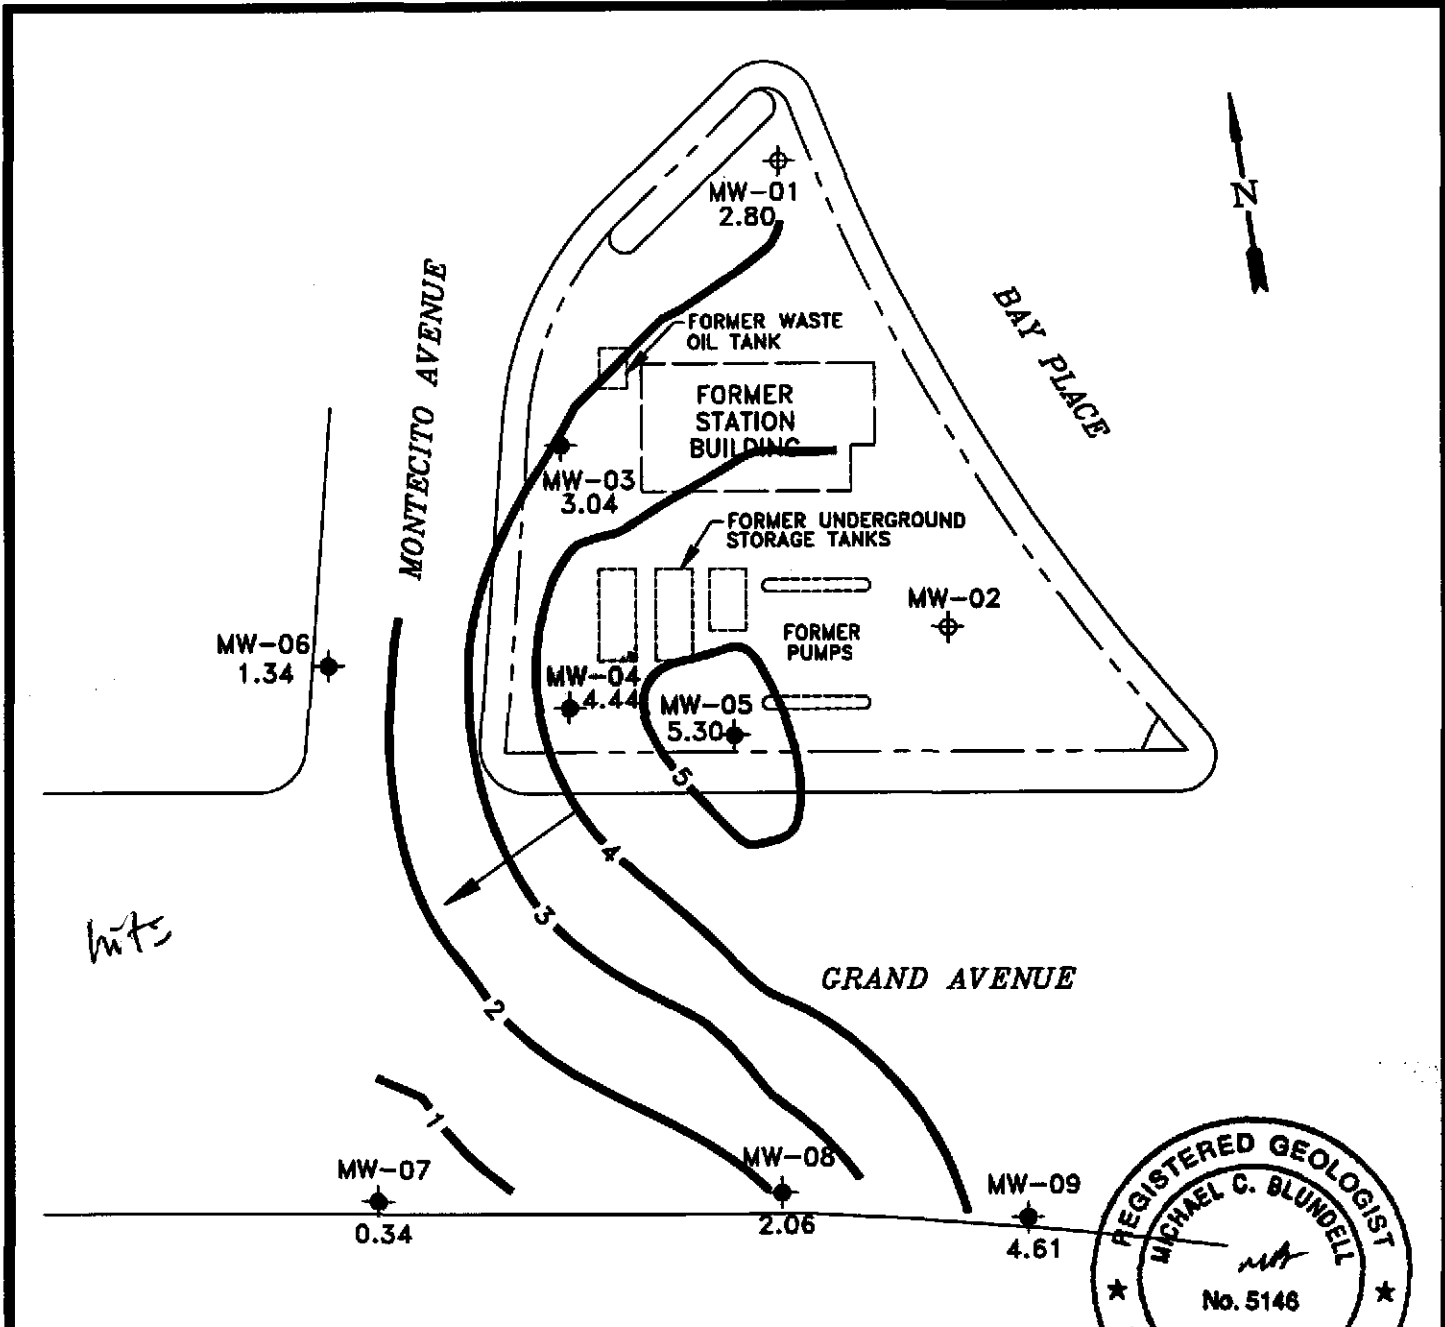 MW-01
2.80
N
MONTECITO AVENUE
BAY PLACE
FORMER WASTE
OIL TANK
FORMER
STATION
BUILDING
MW-03
3.04
FORMER UNDERGROUND
STORAGE TANKS
MW-02
FORMER
PUMPS
MW-06
1.34
MW-04
4.44
MW-05
5.30
5
4
3
2
1
GRAND AVENUE
MW-07
0.34
MW-08
2.06
MW-09
4.61
REGISTERED GEOLOGIST
MICHAEL C. BLUNDELL
No. 5146